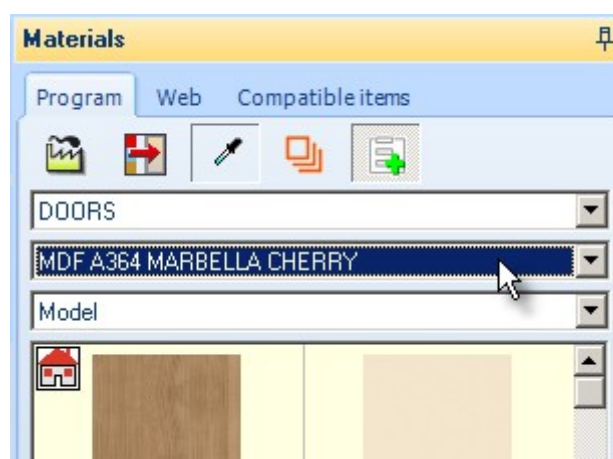 Materials
Program Web Compatible items
DOORS
MDF A364 MARBELLA CHERRY
Model